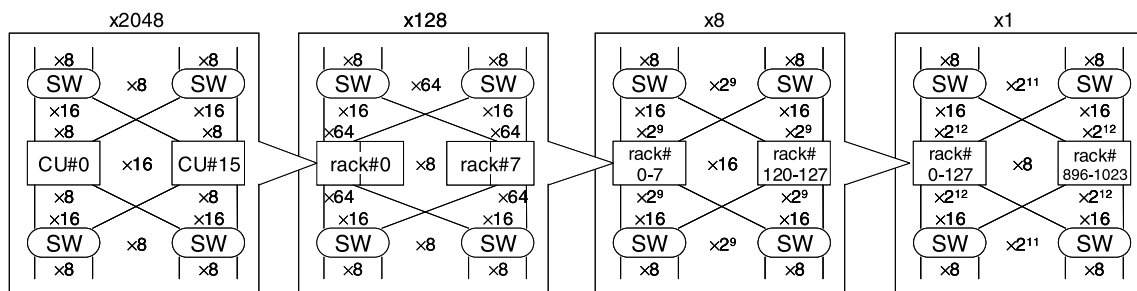 x2048
×8 ×8
SW ×8 SW
×16 ×16
×8 ×8
CU#0 ×16 CU#15
×8 ×8
×16 ×16
SW ×8 SW
×8 ×8
x128
×8 ×8
SW ×64 SW
×16 ×16
×64 ×64
rack#0 ×8 rack#7
×64 ×64
×16 ×16
SW ×8 SW
×8 ×8
x8
×8 ×8
SW ×2⁹ SW
×16 ×16
×2⁹ ×2⁹
rack# ×16 rack#
0-7 120-127
×2⁹ ×2⁹
×16 ×16
SW ×2⁹ SW
×8 ×8
x1
×8 ×8
SW ×2¹¹ SW
×16 ×16
×2¹² ×2¹²
rack# ×8 rack#
0-127 896-1023
×2¹² ×2¹²
×16 ×16
SW ×2¹¹ SW
×8 ×8